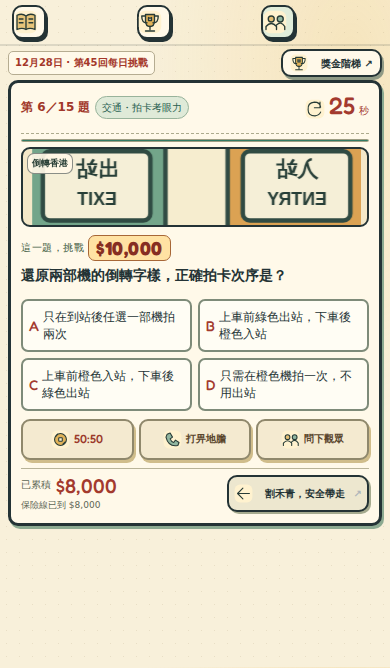 12月28日 · 第45回每日挑戰
獎金階梯 ↗
第 6／15 題
交通 · 拍卡考眼力
25 秒
倒轉香港
出站
EXIT
入站
ENTRY
這一題，挑戰 $10,000
還原兩部機的倒轉字樣，正確拍卡次序是？
A 只在到站後任選一部機拍兩次
B 上車前綠色出站，下車後橙色入站
C 上車前橙色入站，下車後綠色出站
D 只需在橙色機拍一次，不用出站
50:50
打畀地膽
問下觀眾
已累積 $8,000
保險線已到 $8,000
割禾青，安全帶走 ↗